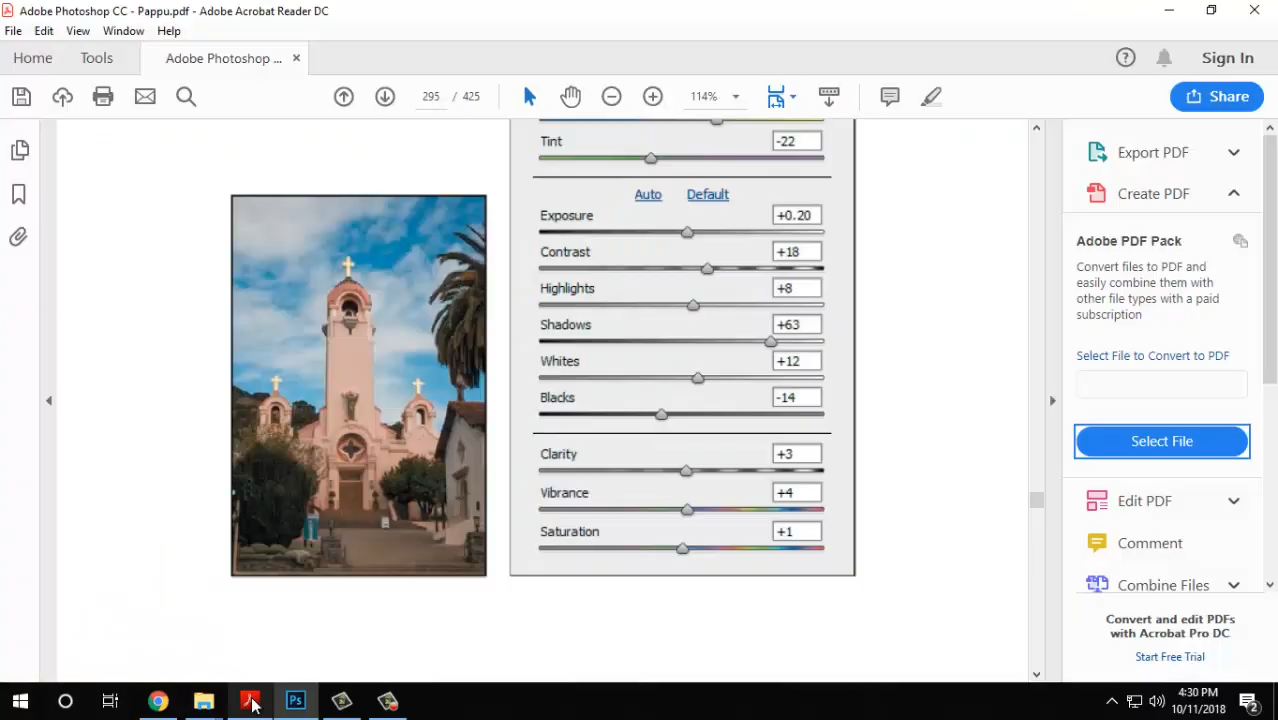 Adobe Photoshop CC - Pappu.pdf - Adobe Acrobat Reader DC
File Edit View Window Help
Home Tools Adobe Photoshop ... ×
Sign In
295 / 425
114%
Share
Tint -22
Auto Default
Exposure +0.20
Contrast +18
Highlights +8
Shadows +63
Whites +12
Blacks -14
Clarity +3
Vibrance +4
Saturation +1
Export PDF
Create PDF
Adobe PDF Pack
Convert files to PDF and
easily combine them with
other file types with a paid
subscription
Select File to Convert to PDF
Select File
Edit PDF
Comment
Combine Files
Convert and edit PDFs
with Acrobat Pro DC
Start Free Trial
Ps
4:30 PM
10/11/2018
2